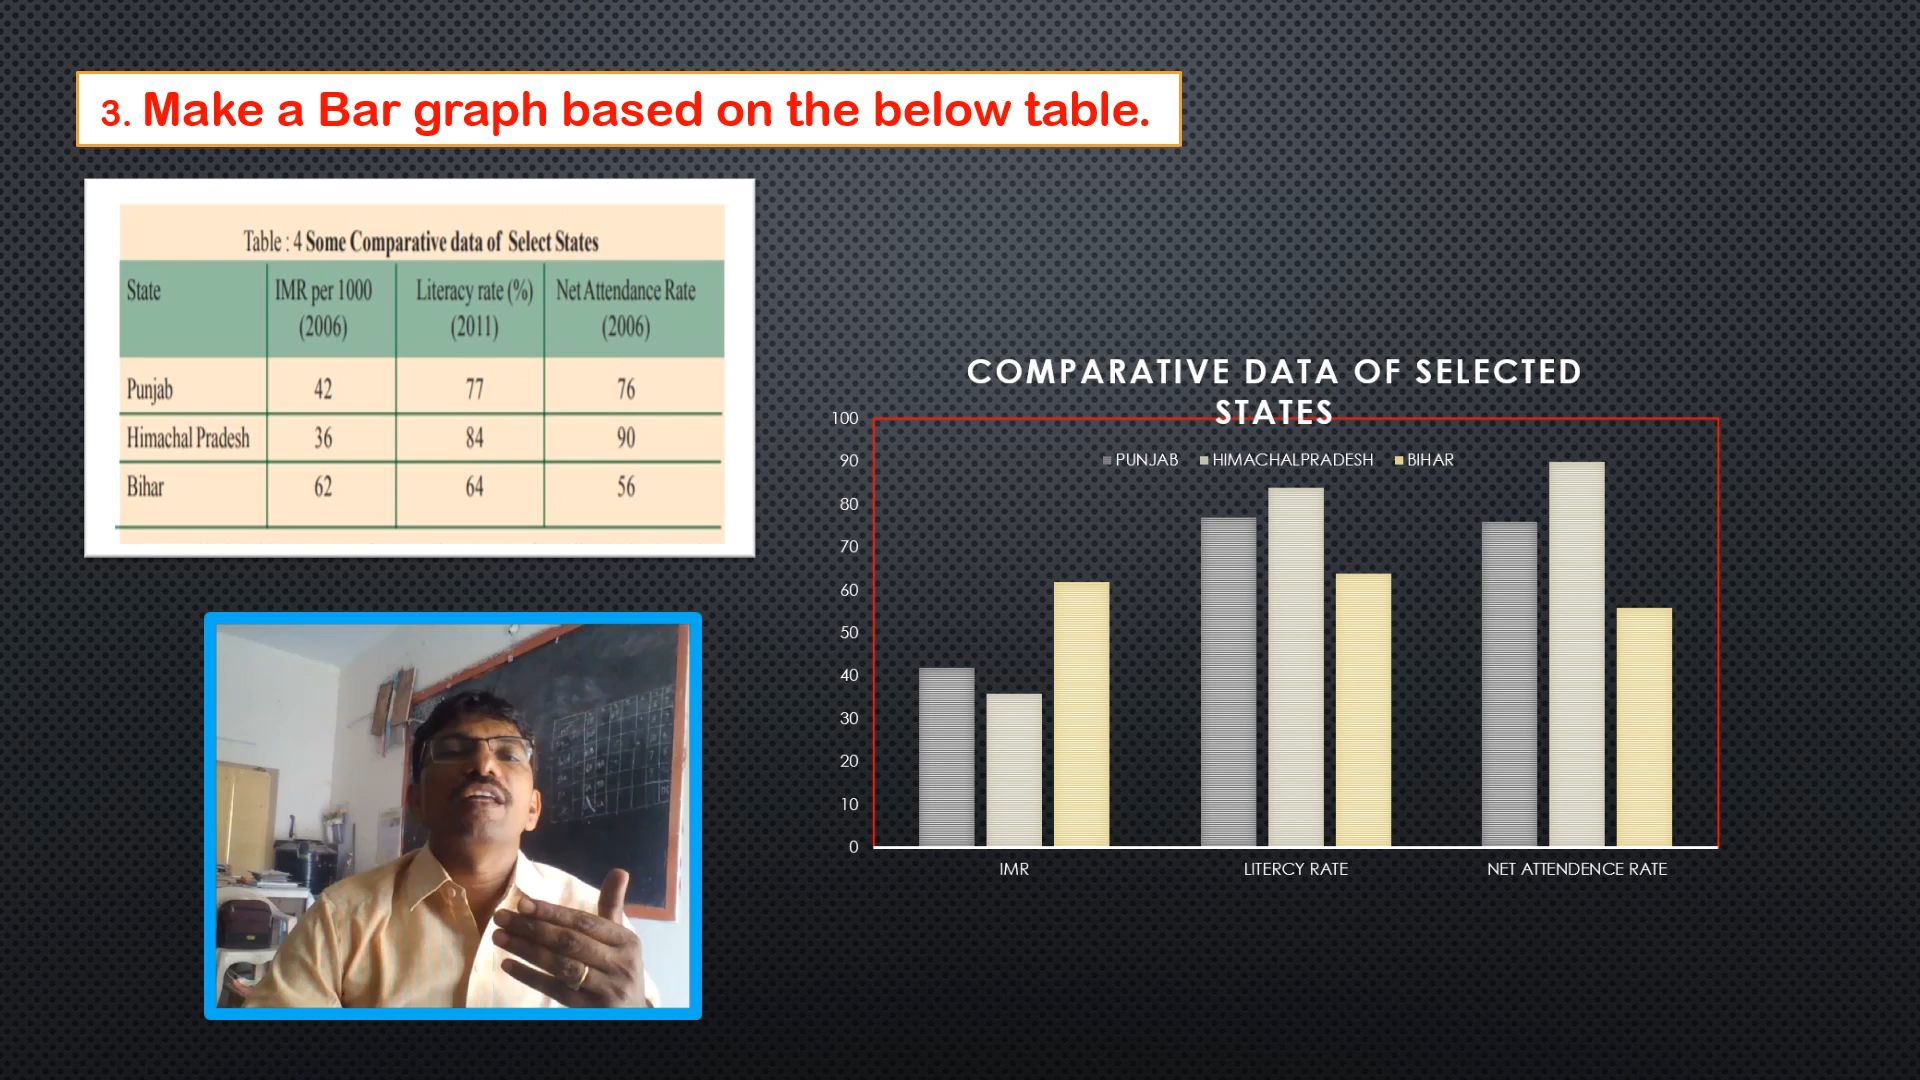 3. Make a Bar graph based on the below table.
Table : 4 Some Comparative data of Select States
State IMR per 1000 Literacy rate (%) Net Attendance Rate
(2006) (2011) (2006)
Punjab 42 77 76
Himachal Pradesh 36 84 90
Bihar 62 64 56
COMPARATIVE DATA OF SELECTED
STATES
PUNJAB HIMACHALPRADESH BIHAR
100
90
80
70
60
50
40
30
20
10
0
IMR LITERCY RATE NET ATTENDENCE RATE